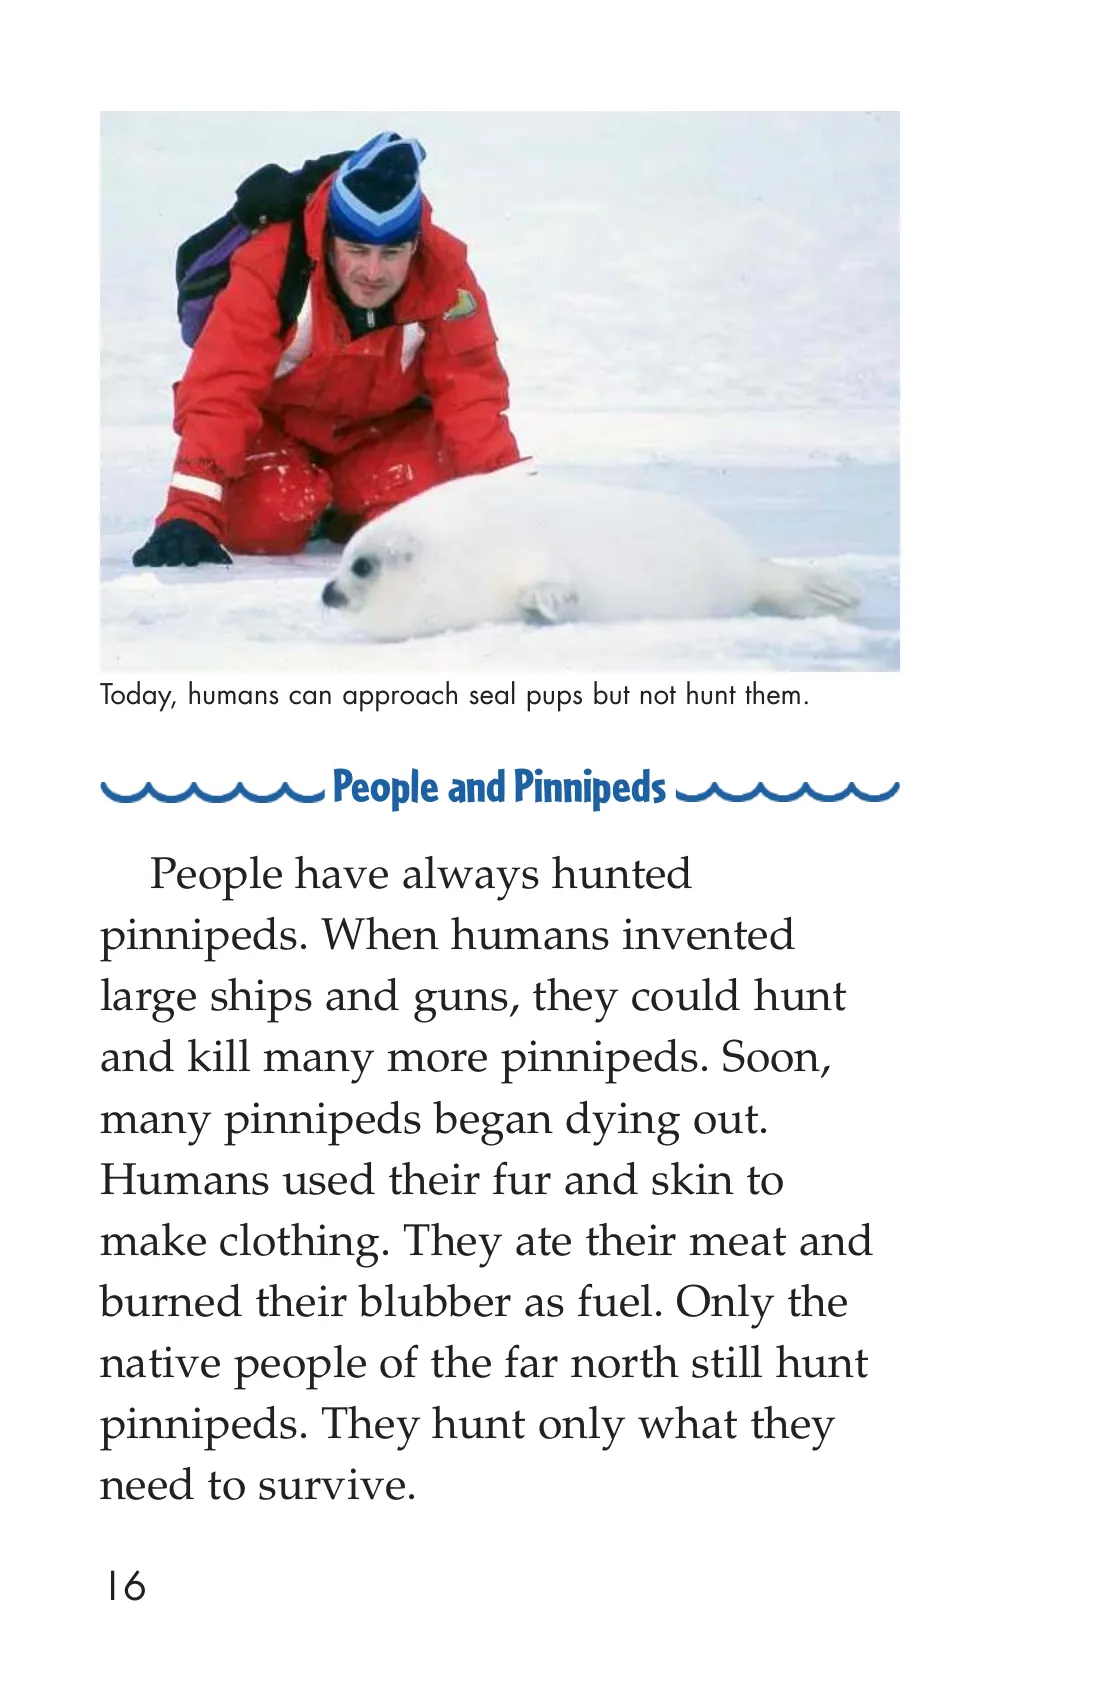 Today, humans can approach seal pups but not hunt them.
People and Pinnipeds
People have always hunted
pinnipeds. When humans invented
large ships and guns, they could hunt
and kill many more pinnipeds. Soon,
many pinnipeds began dying out.
Humans used their fur and skin to
make clothing. They ate their meat and
burned their blubber as fuel. Only the
native people of the far north still hunt
pinnipeds. They hunt only what they
need to survive.
16